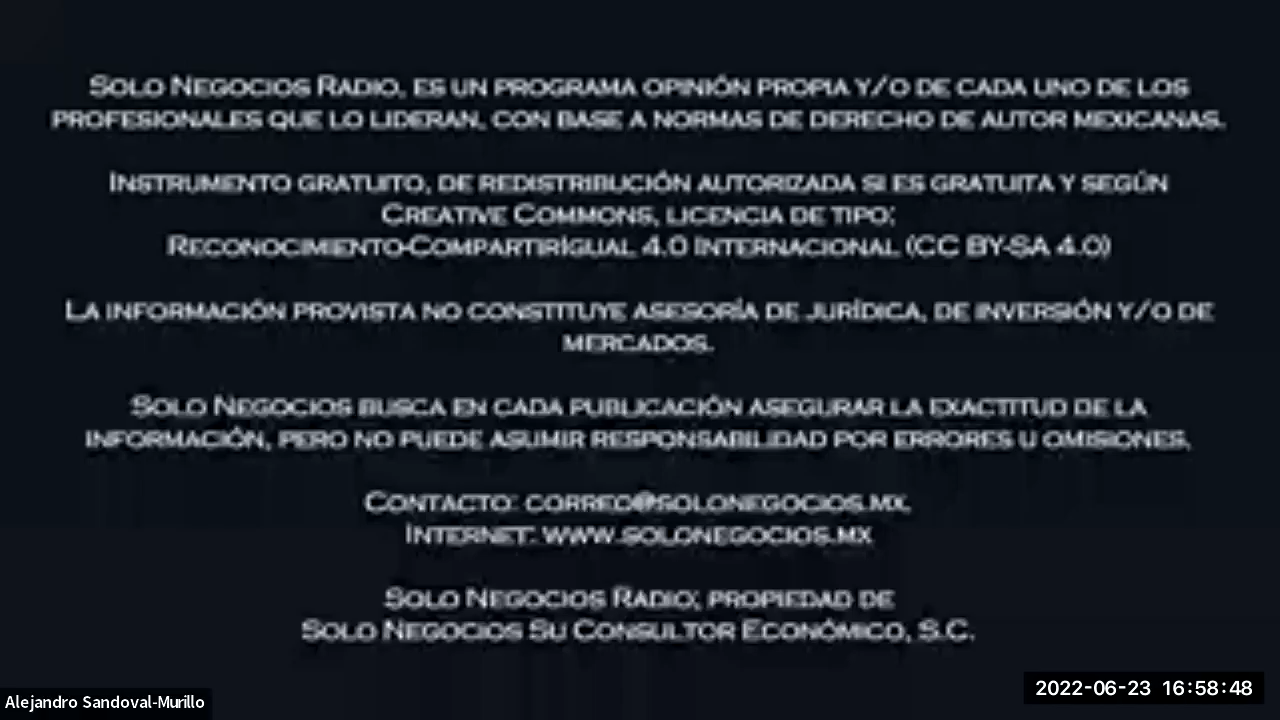 Solo Negocios Radio, es un programa opinión propia y/o de cada uno de los
profesionales que lo lideran, con base a normas de derecho de autor mexicanas.
Instrumento gratuito, de redistribución autorizada si es gratuita y según
Creative Commons, licencia de tipo:
Reconocimiento-CompartirIgual 4.0 Internacional (CC BY-SA 4.0)
La información provista no constituye asesoría de jurídica, de inversión y/o de
mercados.
Solo Negocios busca en cada publicación asegurar la exactitud de la
información, pero no puede asumir responsabilidad por errores u omisiones.
Contacto: correo@solonegocios.mx.
Internet: www.solonegocios.mx
Solo Negocios Radio; propiedad de
Solo Negocios Su Consultor Económico, S.C.
Alejandro Sandoval-Murillo
2022-06-23 16:58:48